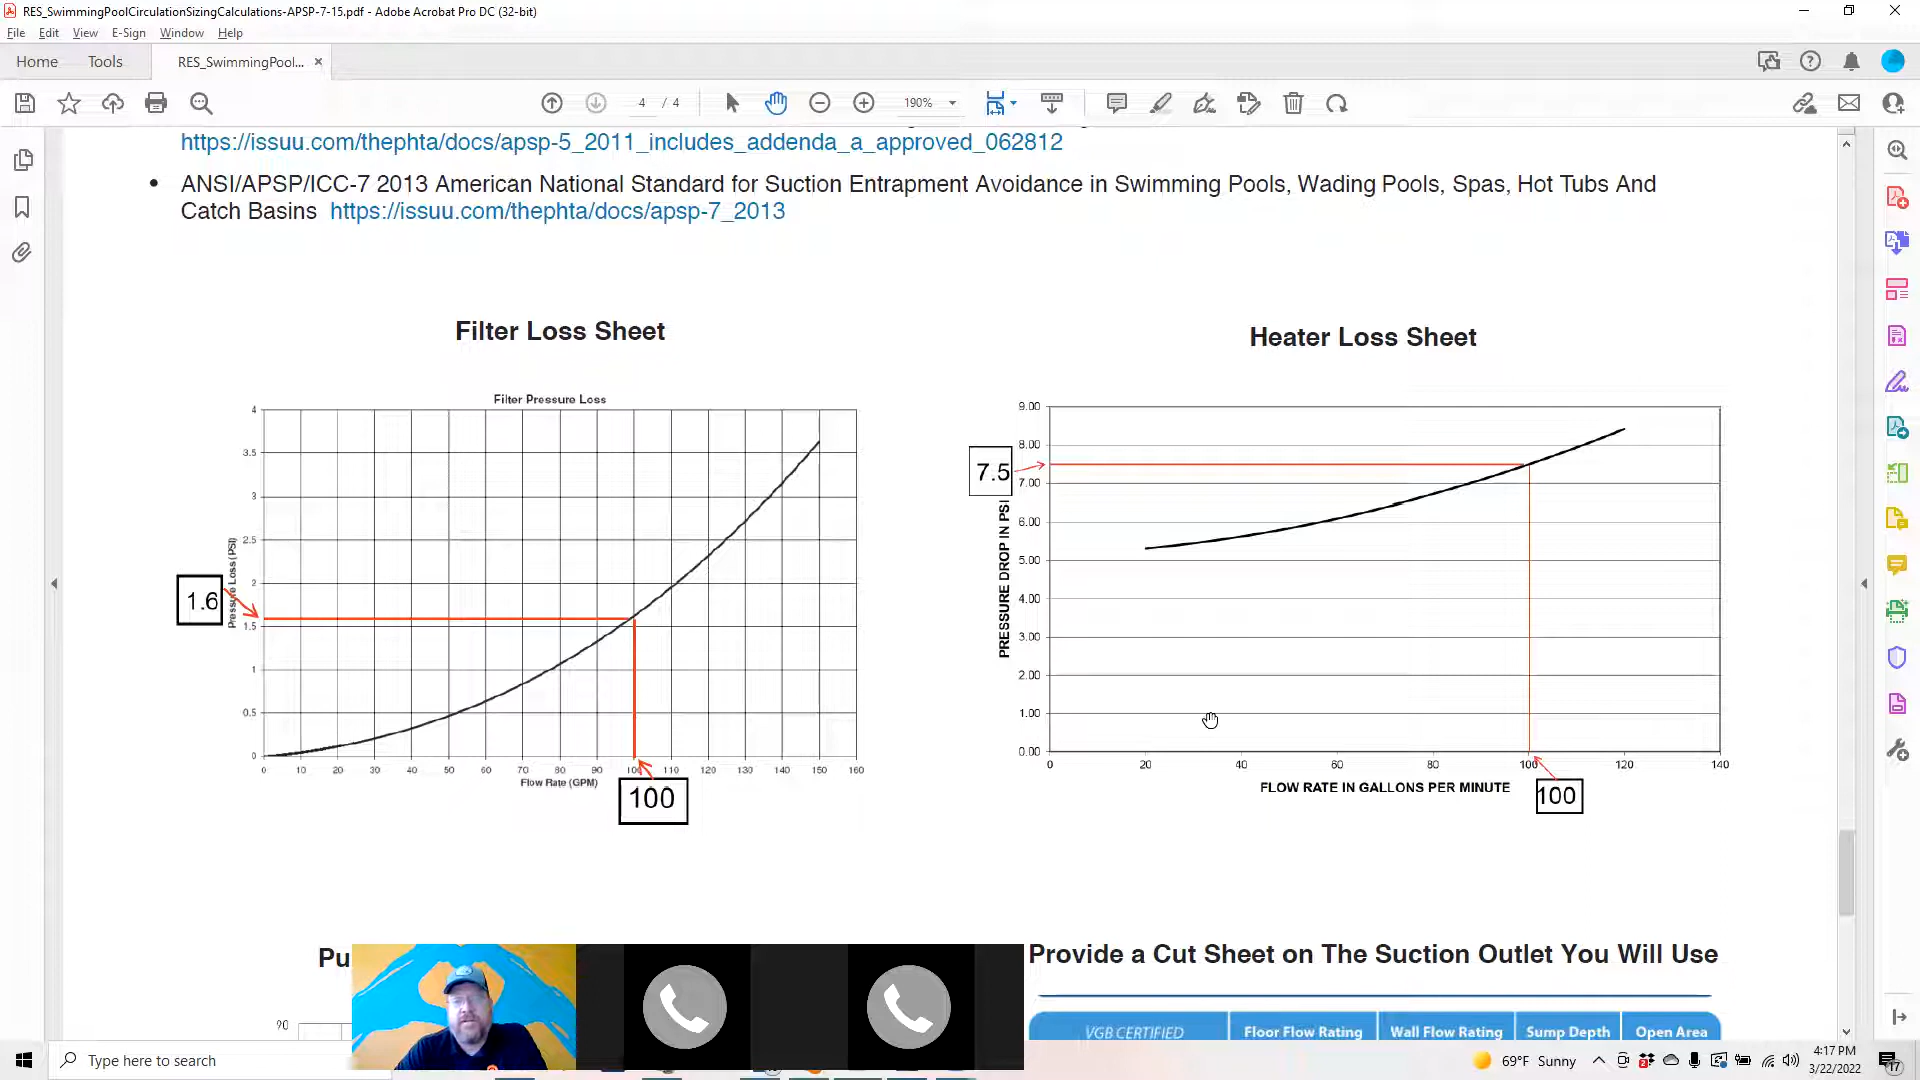 RES_SwimmingPoolCirculationSizingCalculations-APSP-7-15.pdf - Adobe Acrobat Pro DC (32-bit)
File Edit View E-Sign Window Help
Home Tools RES_SwimmingPool... ×
4 / 4 190%
https://issuu.com/thephta/docs/apsp-5_2011_includes_addenda_a_approved_062812
• ANSI/APSP/ICC-7 2013 American National Standard for Suction Entrapment Avoidance in Swimming Pools, Wading Pools, Spas, Hot Tubs And
Catch Basins https://issuu.com/thephta/docs/apsp-7_2013
Filter Loss Sheet
Filter Pressure Loss
4
3.5
3
2.5
2
1.5
1
0.5
0
Pressure Loss (PSI)
1.6
0 10 20 30 40 50 60 70 80 90 100 110 120 130 140 150 160
Flow Rate (GPM)
100
Heater Loss Sheet
9.00
8.00
7.00
6.00
5.00
4.00
3.00
2.00
1.00
0.00
PRESSURE DROP IN PSI
7.5
0 20 40 60 80 100 120 140
FLOW RATE IN GALLONS PER MINUTE
100
Pu
90
Provide a Cut Sheet on The Suction Outlet You Will Use
VGB CERTIFIED Floor Flow Rating Wall Flow Rating Sump Depth Open Area
Type here to search
69°F Sunny
4:17 PM
3/22/2022
17